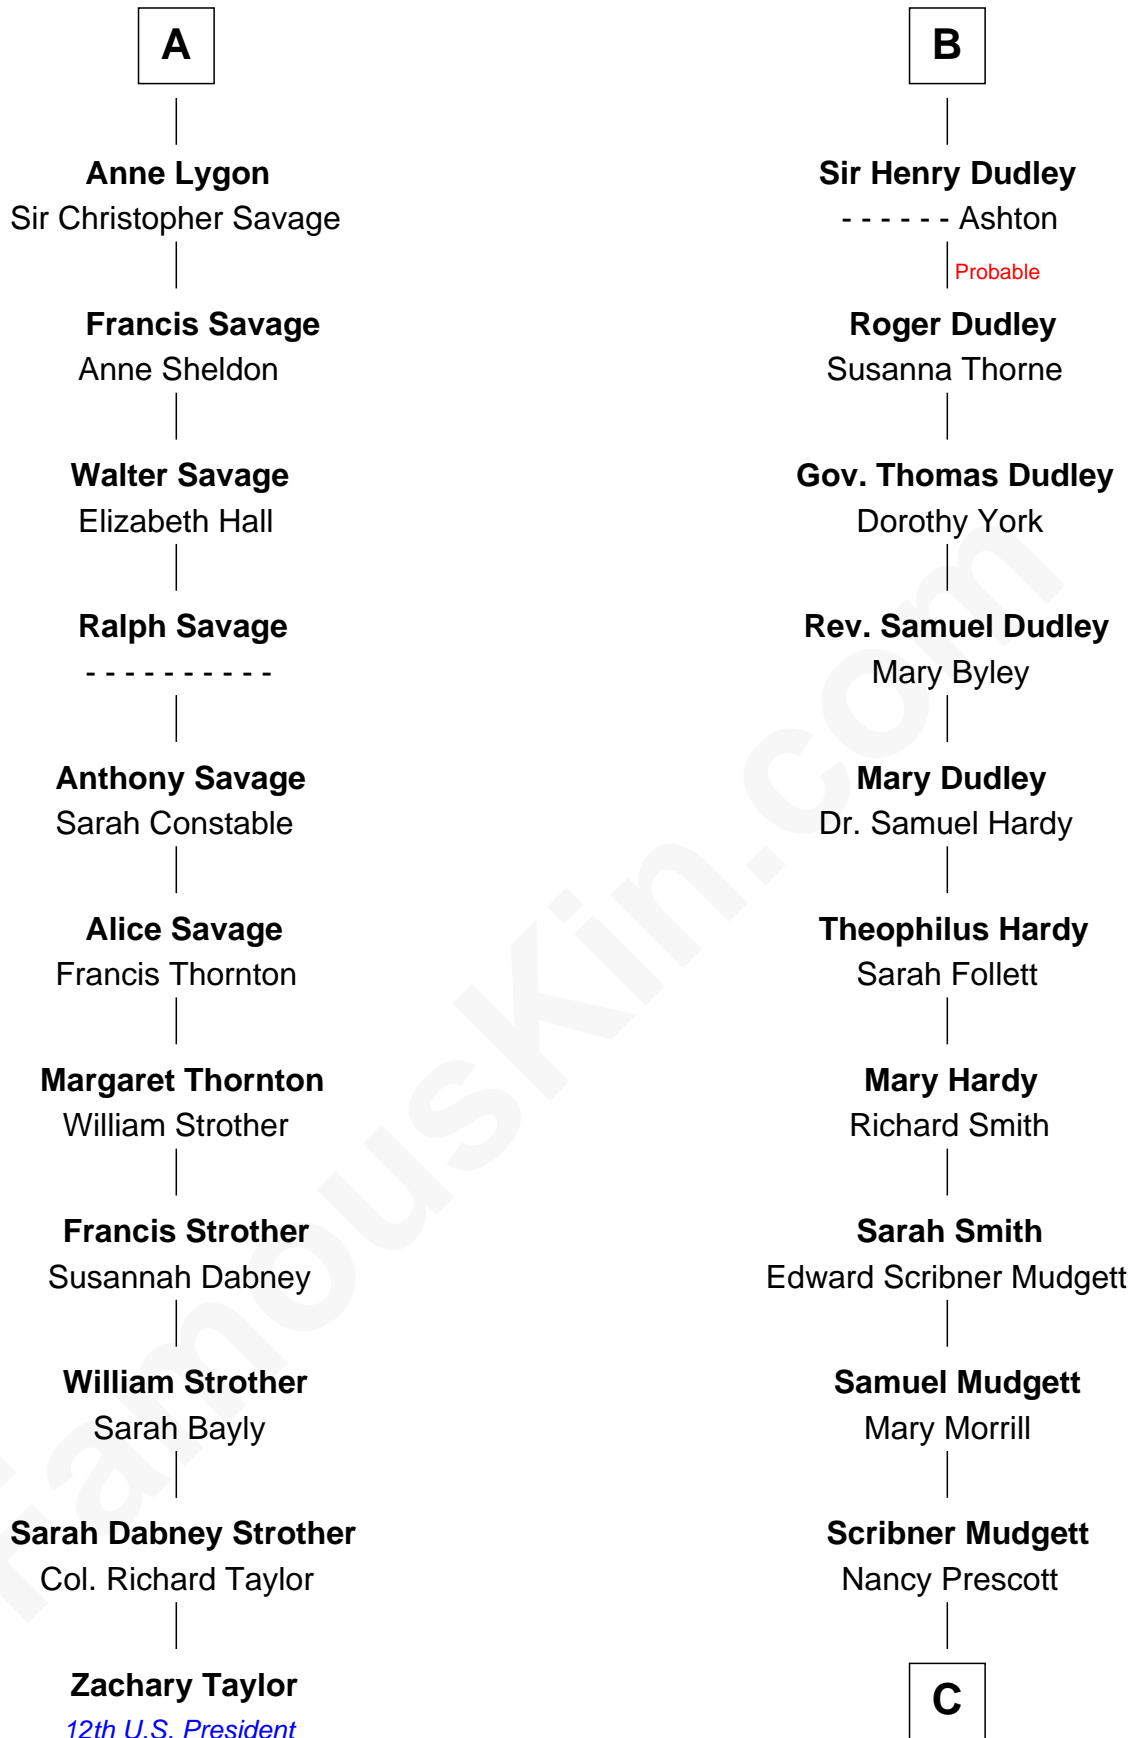 A
Anne Lygon
Sir Christopher Savage
Francis Savage
Anne Sheldon
Walter Savage
Elizabeth Hall
Ralph Savage
- - - - - - - - - -
Anthony Savage
Sarah Constable
Alice Savage
Francis Thornton
Margaret Thornton
William Strother
Francis Strother
Susannah Dabney
William Strother
Sarah Bayly
Sarah Dabney Strother
Col. Richard Taylor
Zachary Taylor
12th U.S. President
B
Sir Henry Dudley
- - - - - - Ashton
Probable
Roger Dudley
Susanna Thorne
Gov. Thomas Dudley
Dorothy York
Rev. Samuel Dudley
Mary Byley
Mary Dudley
Dr. Samuel Hardy
Theophilus Hardy
Sarah Follett
Mary Hardy
Richard Smith
Sarah Smith
Edward Scribner Mudgett
Samuel Mudgett
Mary Morrill
Scribner Mudgett
Nancy Prescott
C
FamousKin.com